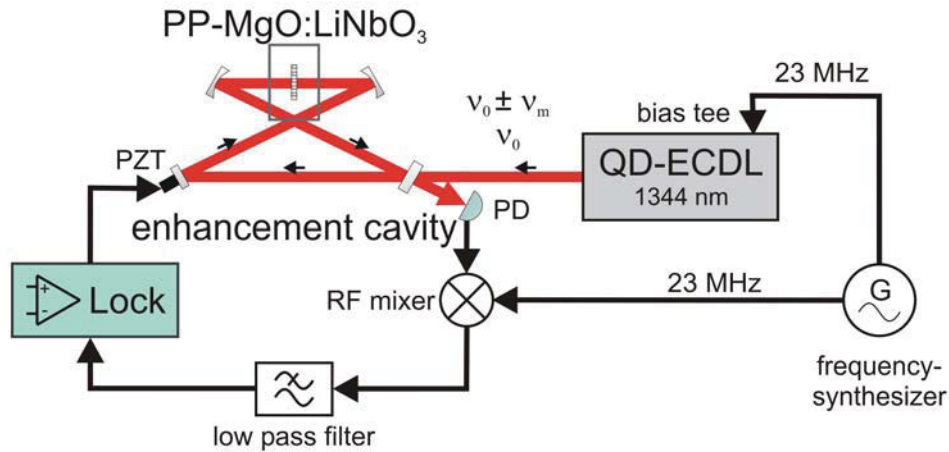 PP-MgO:LiNbO₃
23 MHz
ν₀ ± νₘ
ν₀
bias tee
QD-ECDL
1344 nm
PZT
PD
enhancement cavity
+
-
Lock
RF mixer
23 MHz
G
frequency-
synthesizer
low pass filter